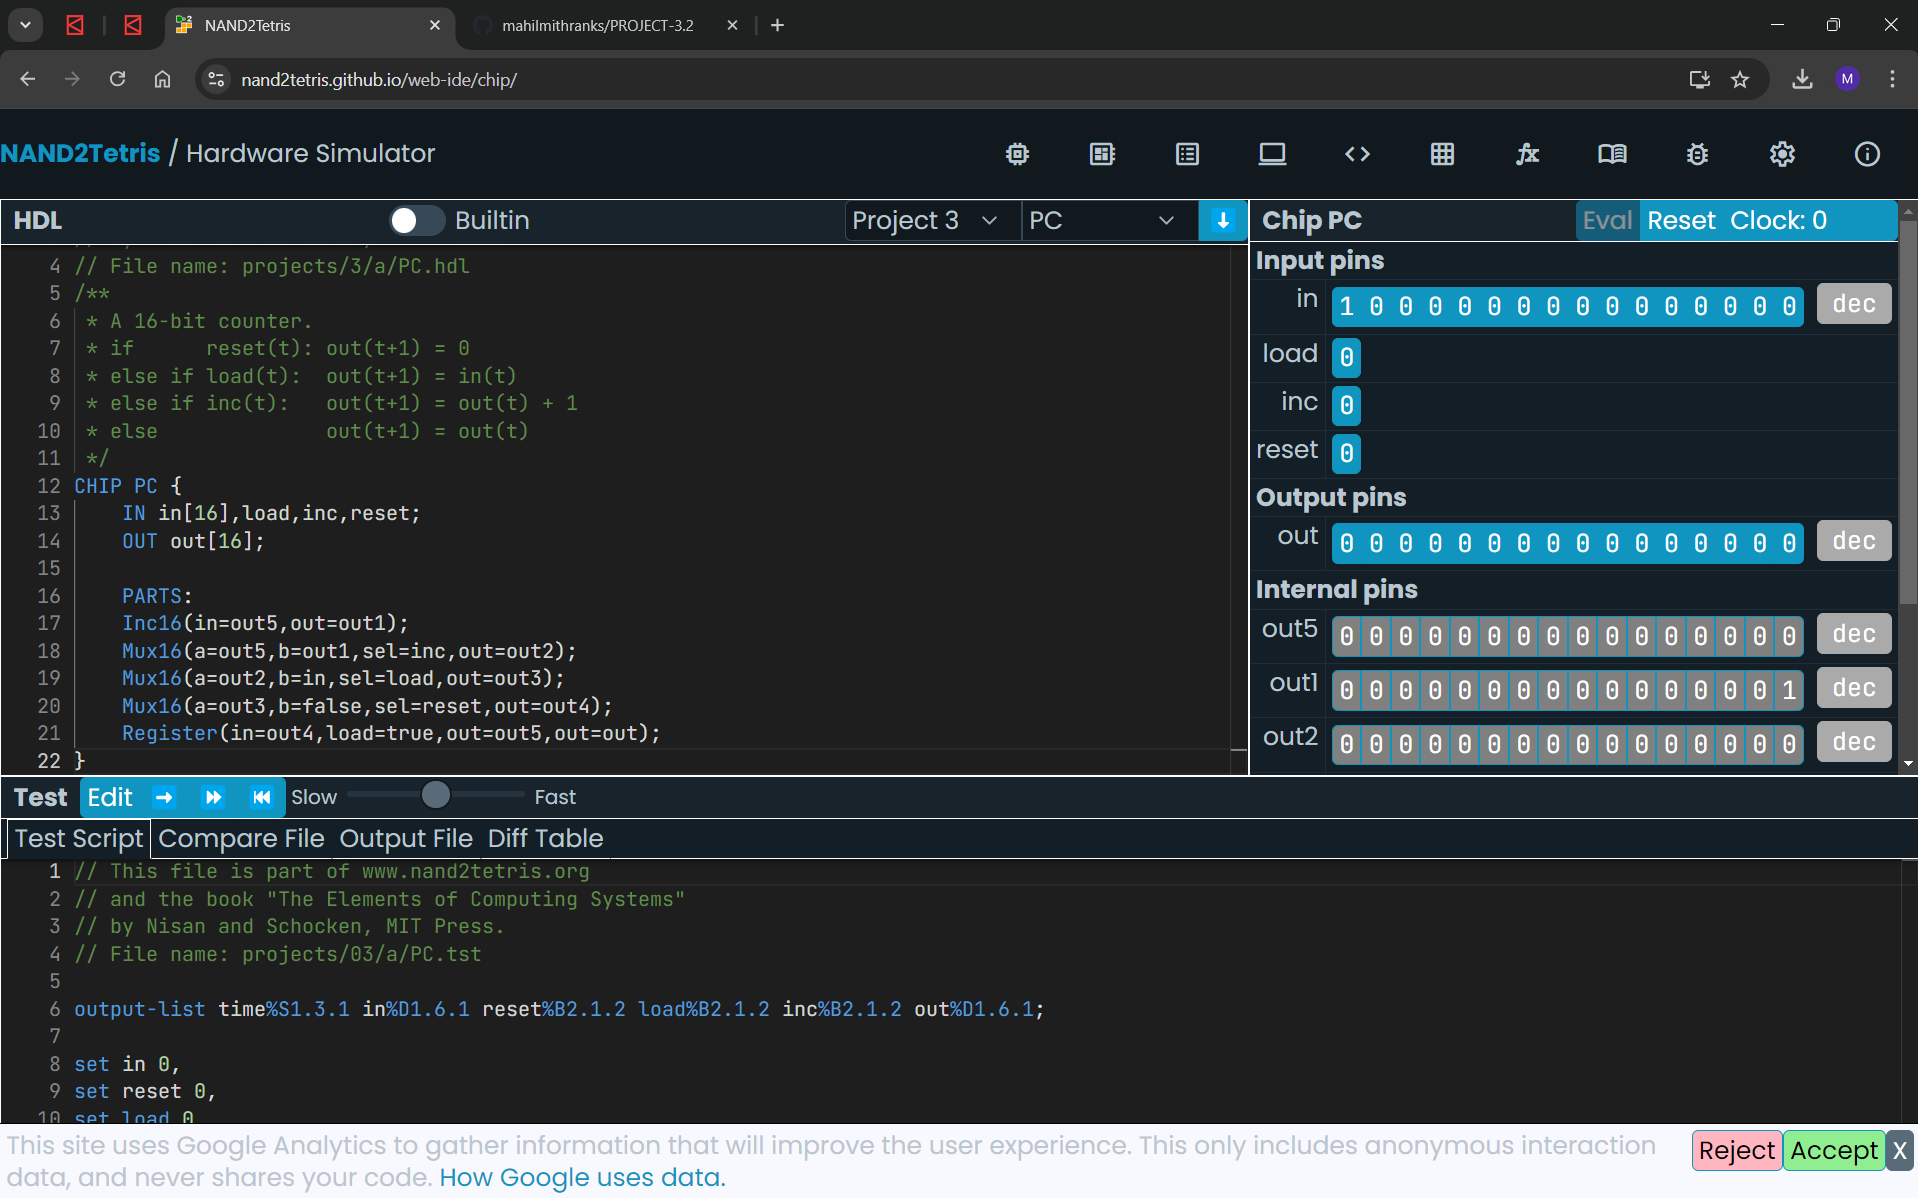 NAND2Tetris
mahilmithranks/PROJECT-3.2
nand2tetris.github.io/web-ide/chip/
M
NAND2Tetris / Hardware Simulator
HDL
Builtin
Project 3
PC
4 // File name: projects/3/a/PC.hdl
5 /**
6 * A 16-bit counter.
7 * if      reset(t): out(t+1) = 0
8 * else if load(t):  out(t+1) = in(t)
9 * else if inc(t):   out(t+1) = out(t) + 1
10 * else              out(t+1) = out(t)
11 */
12 CHIP PC {
13     IN in[16],load,inc,reset;
14     OUT out[16];
15
16     PARTS:
17     Inc16(in=out5,out=out1);
18     Mux16(a=out5,b=out1,sel=inc,out=out2);
19     Mux16(a=out2,b=in,sel=load,out=out3);
20     Mux16(a=out3,b=false,sel=reset,out=out4);
21     Register(in=out4,load=true,out=out5,out=out);
22 }
Chip PC
Eval Reset Clock: 0
Input pins
in 1 0 0 0 0 0 0 0 0 0 0 0 0 0 0 0 dec
load 0
inc 0
reset 0
Output pins
out 0 0 0 0 0 0 0 0 0 0 0 0 0 0 0 0 dec
Internal pins
out5 0 0 0 0 0 0 0 0 0 0 0 0 0 0 0 0 dec
out1 0 0 0 0 0 0 0 0 0 0 0 0 0 0 0 1 dec
out2 0 0 0 0 0 0 0 0 0 0 0 0 0 0 0 0 dec
Test Edit Slow Fast
Test Script Compare File Output File Diff Table
1 // This file is part of www.nand2tetris.org
2 // and the book "The Elements of Computing Systems"
3 // by Nisan and Schocken, MIT Press.
4 // File name: projects/03/a/PC.tst
5
6 output-list time%S1.3.1 in%D1.6.1 reset%B2.1.2 load%B2.1.2 inc%B2.1.2 out%D1.6.1;
7
8 set in 0,
9 set reset 0,
10 set load 0
This site uses Google Analytics to gather information that will improve the user experience. This only includes anonymous interaction
data, and never shares your code. How Google uses data.
Reject Accept X